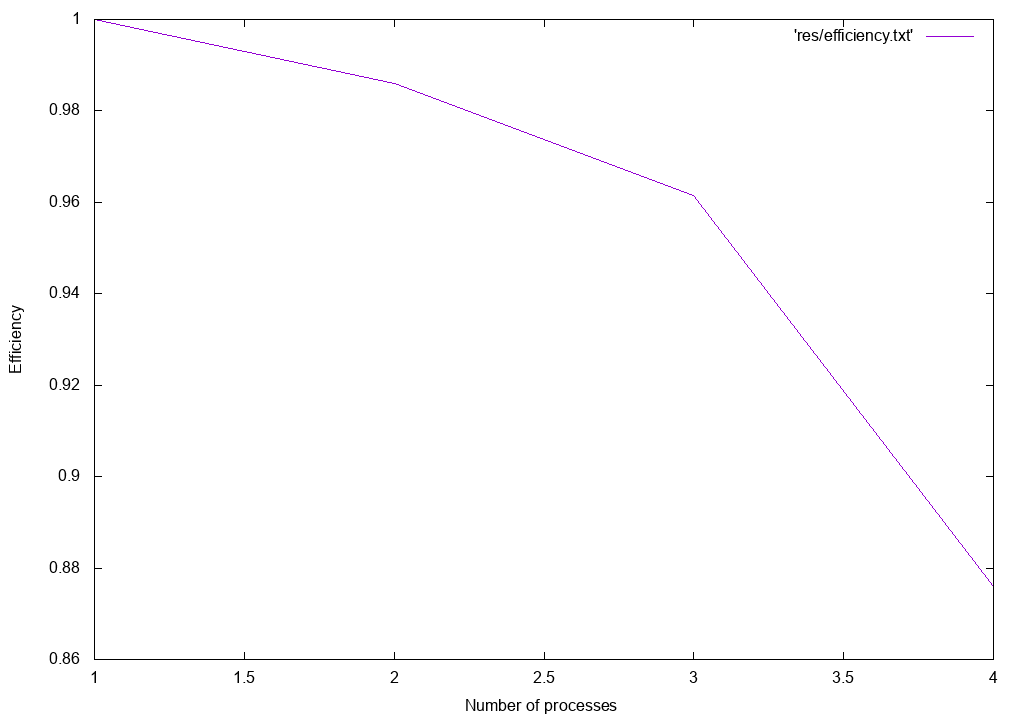 'res/efficiency.txt'
1
0.98
0.96
0.94
0.92
0.9
0.88
0.86
Efficiency
1 1.5 2 2.5 3 3.5 4
Number of processes